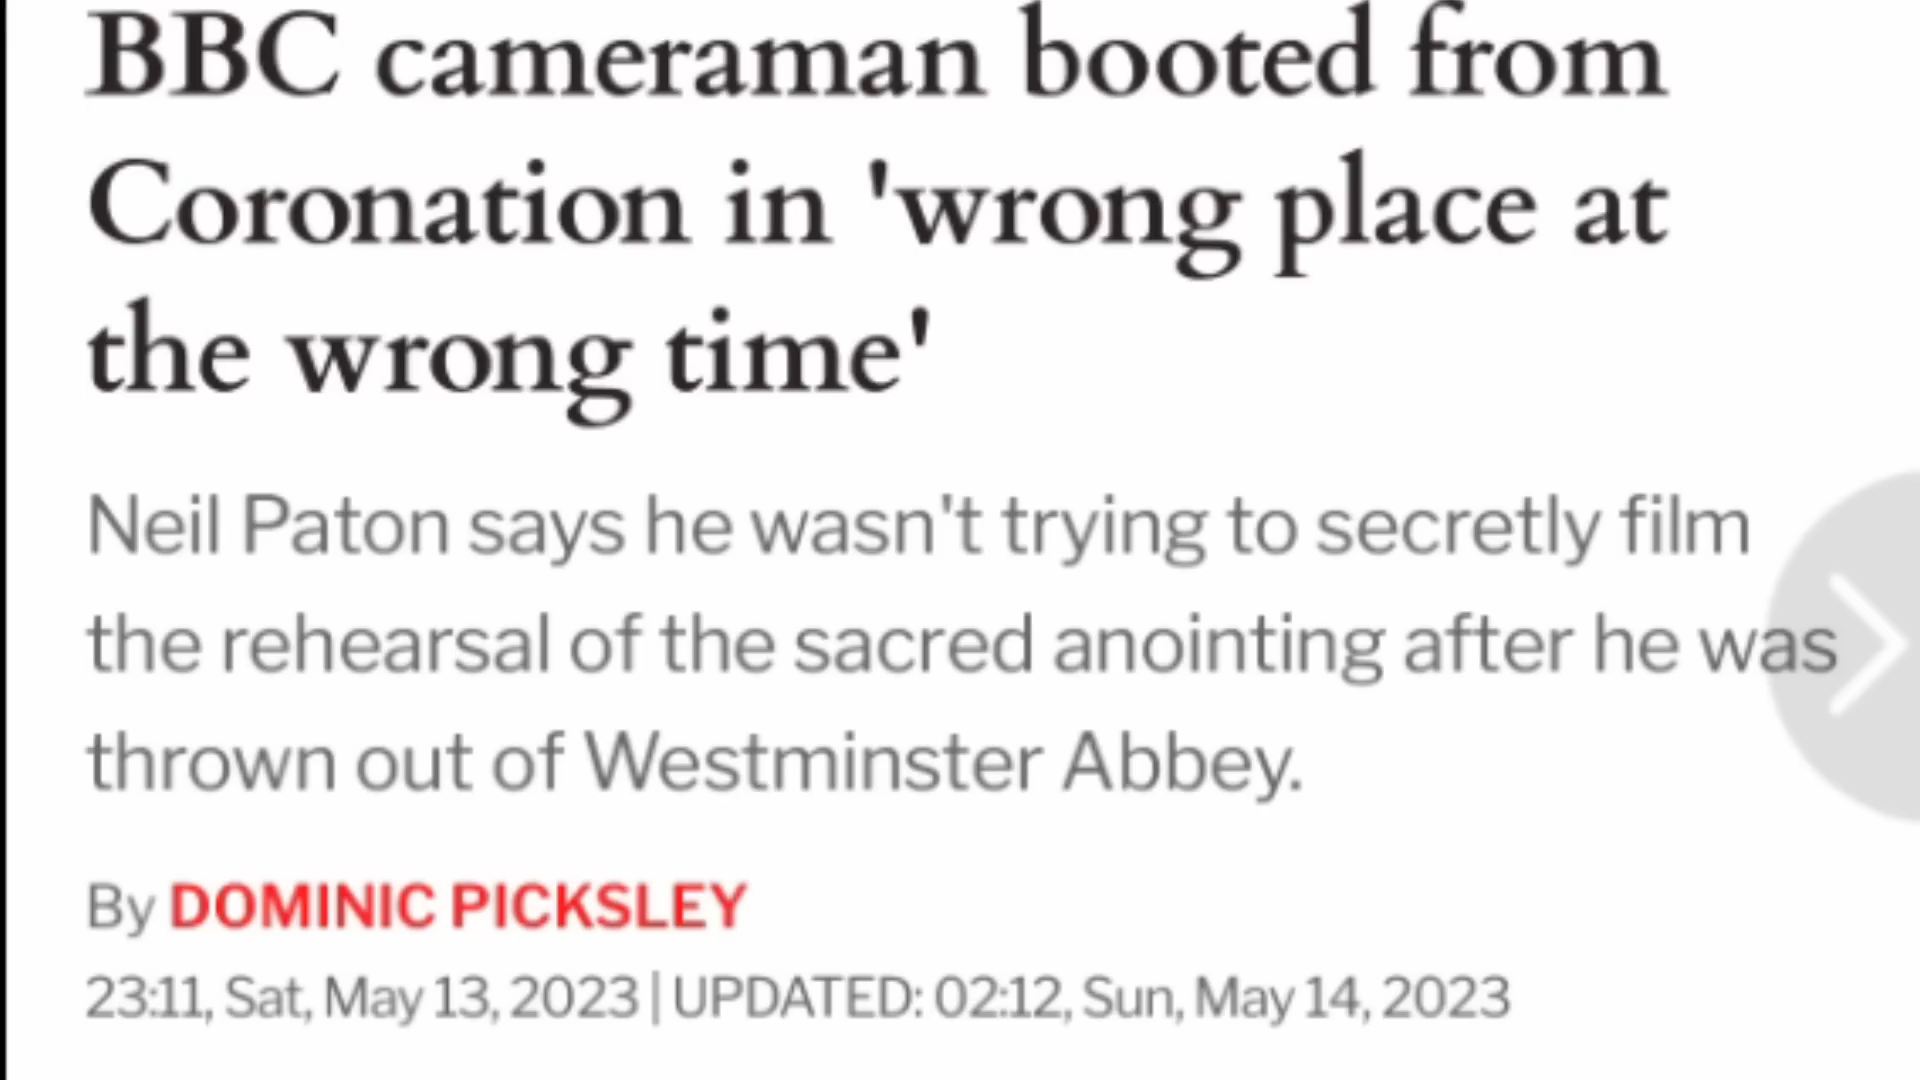 BBC cameraman booted from
Coronation in 'wrong place at
the wrong time'
Neil Paton says he wasn't trying to secretly film
the rehearsal of the sacred anointing after he was
thrown out of Westminster Abbey.
By DOMINIC PICKSLEY
23:11, Sat, May 13, 2023 | UPDATED: 02:12, Sun, May 14, 2023